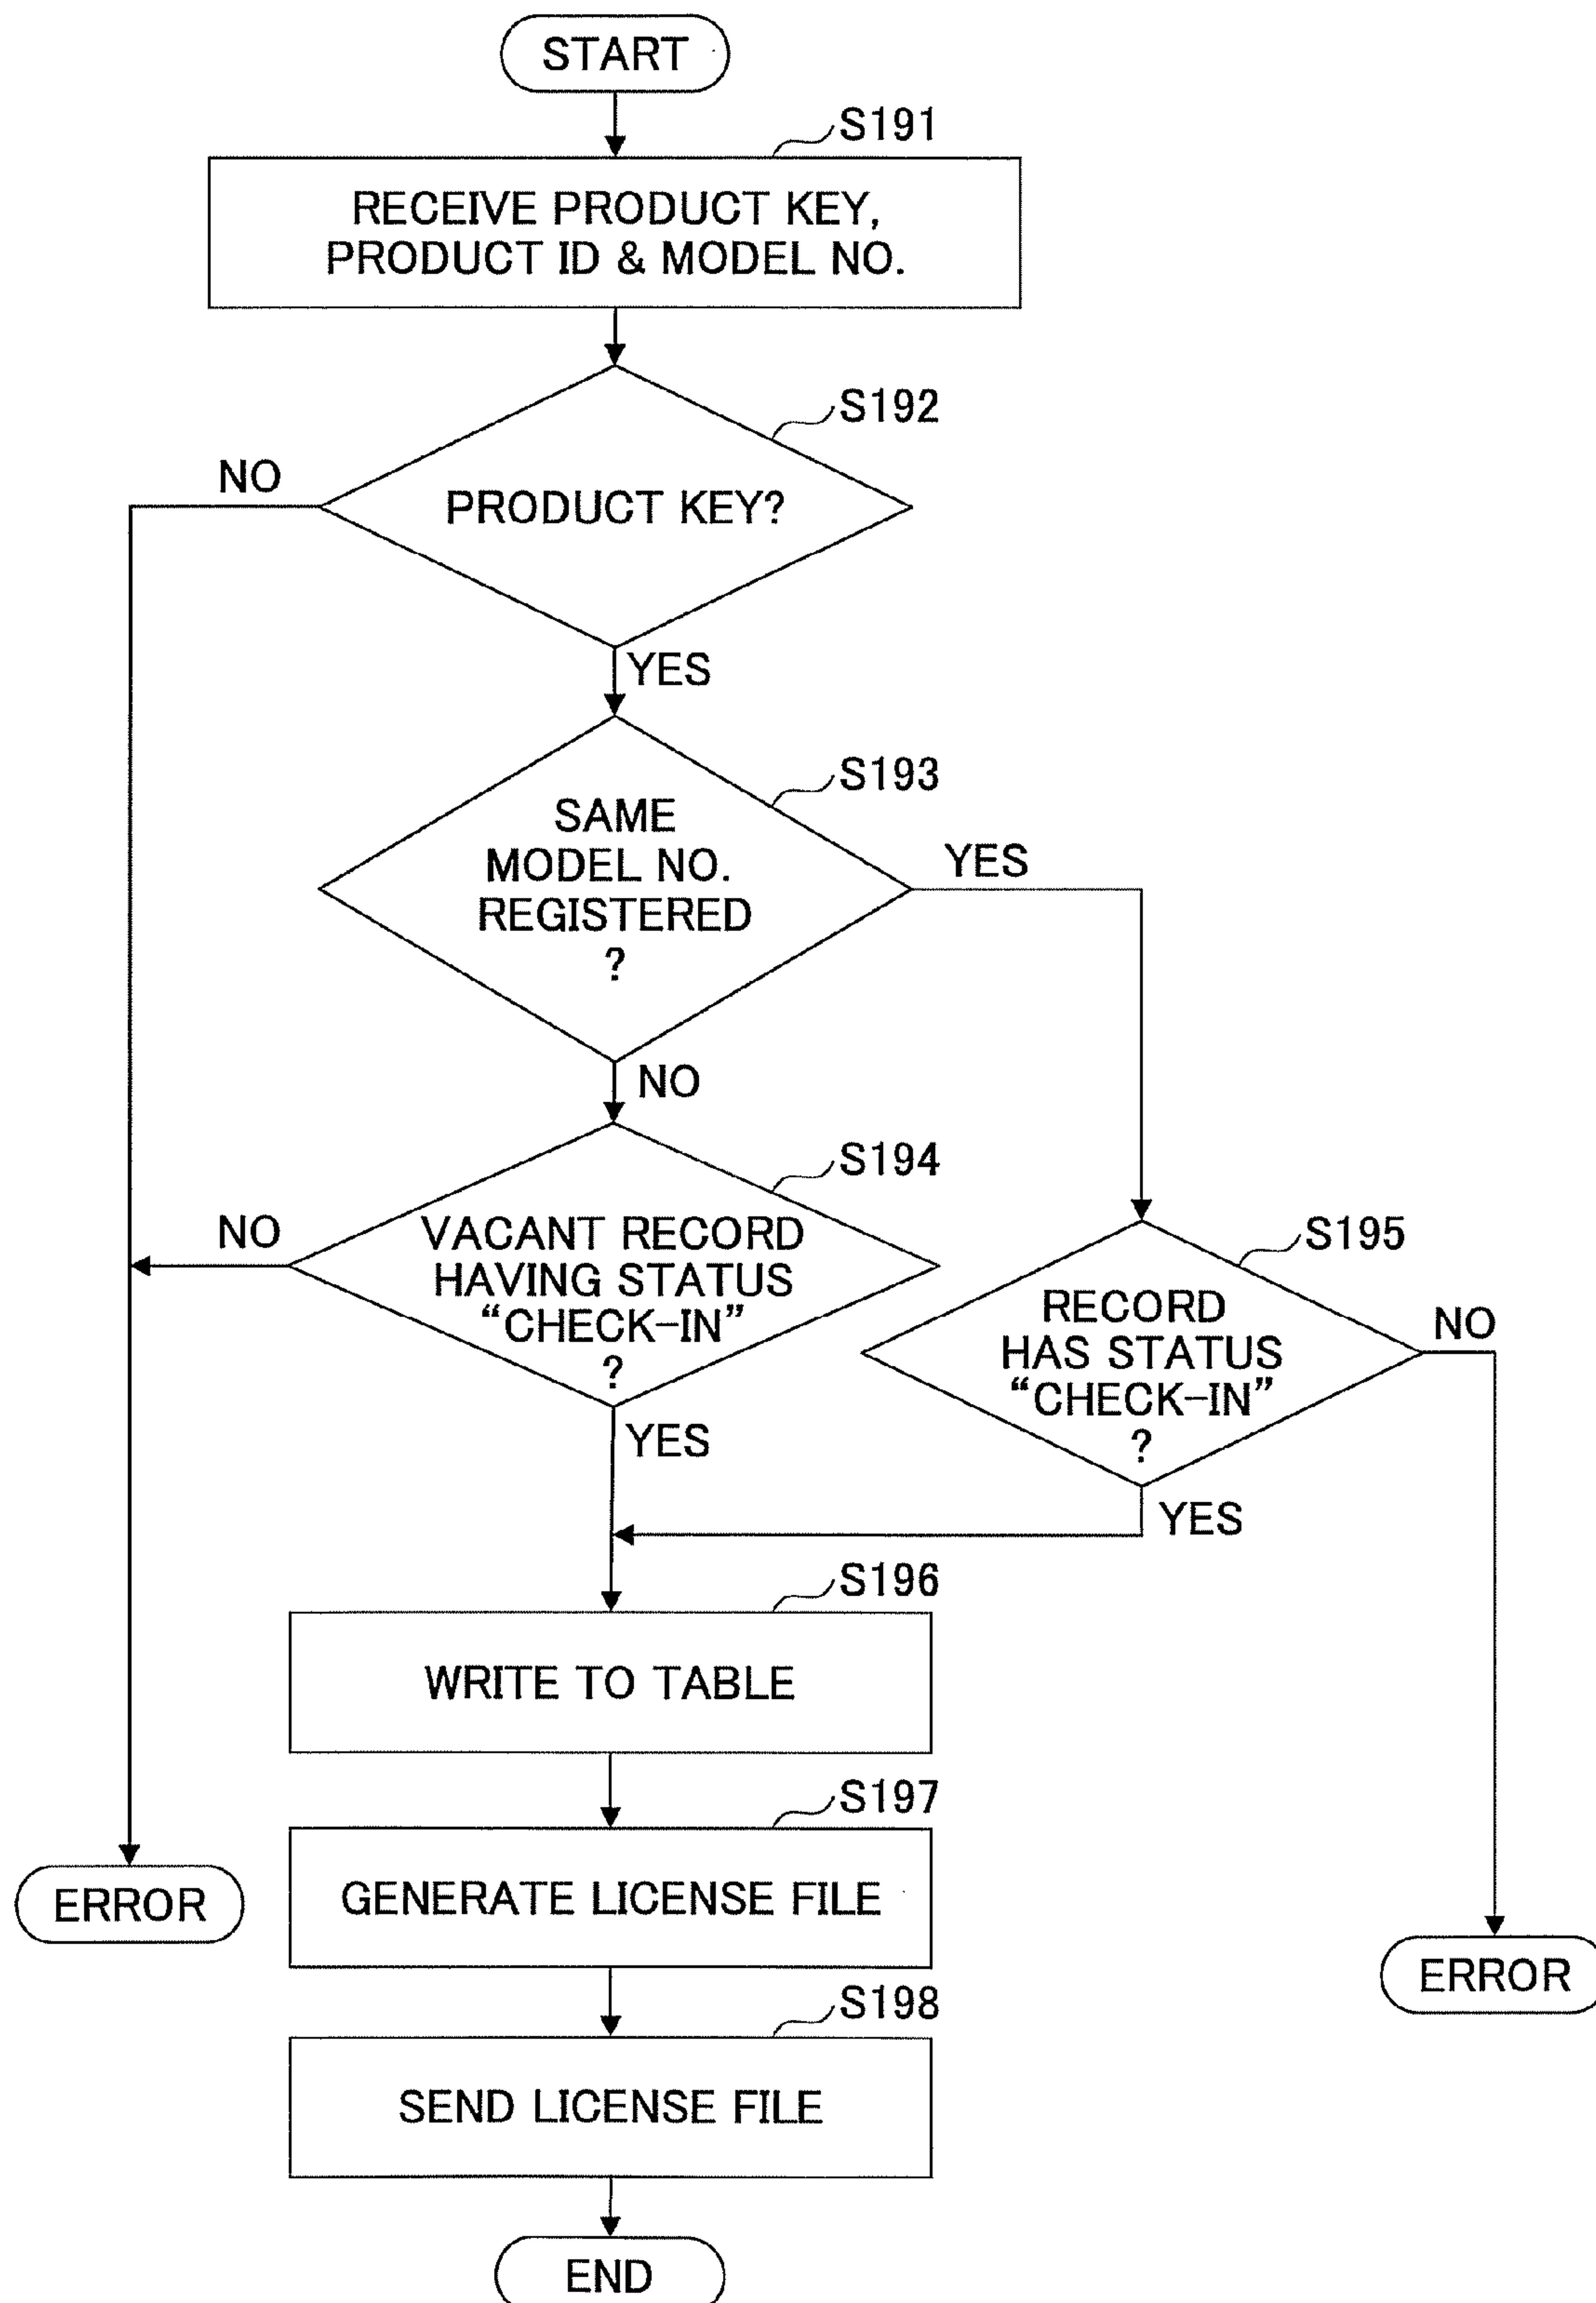 START
S191
RECEIVE PRODUCT KEY,
PRODUCT ID & MODEL NO.
S192
NO
PRODUCT KEY?
YES
S193
SAME
MODEL NO.
REGISTERED
?
YES
NO
S194
NO
VACANT RECORD
HAVING STATUS
“CHECK-IN”
?
YES
S195
RECORD
HAS STATUS
“CHECK-IN”
?
NO
YES
S196
WRITE TO TABLE
S197
GENERATE LICENSE FILE
ERROR
ERROR
S198
SEND LICENSE FILE
END